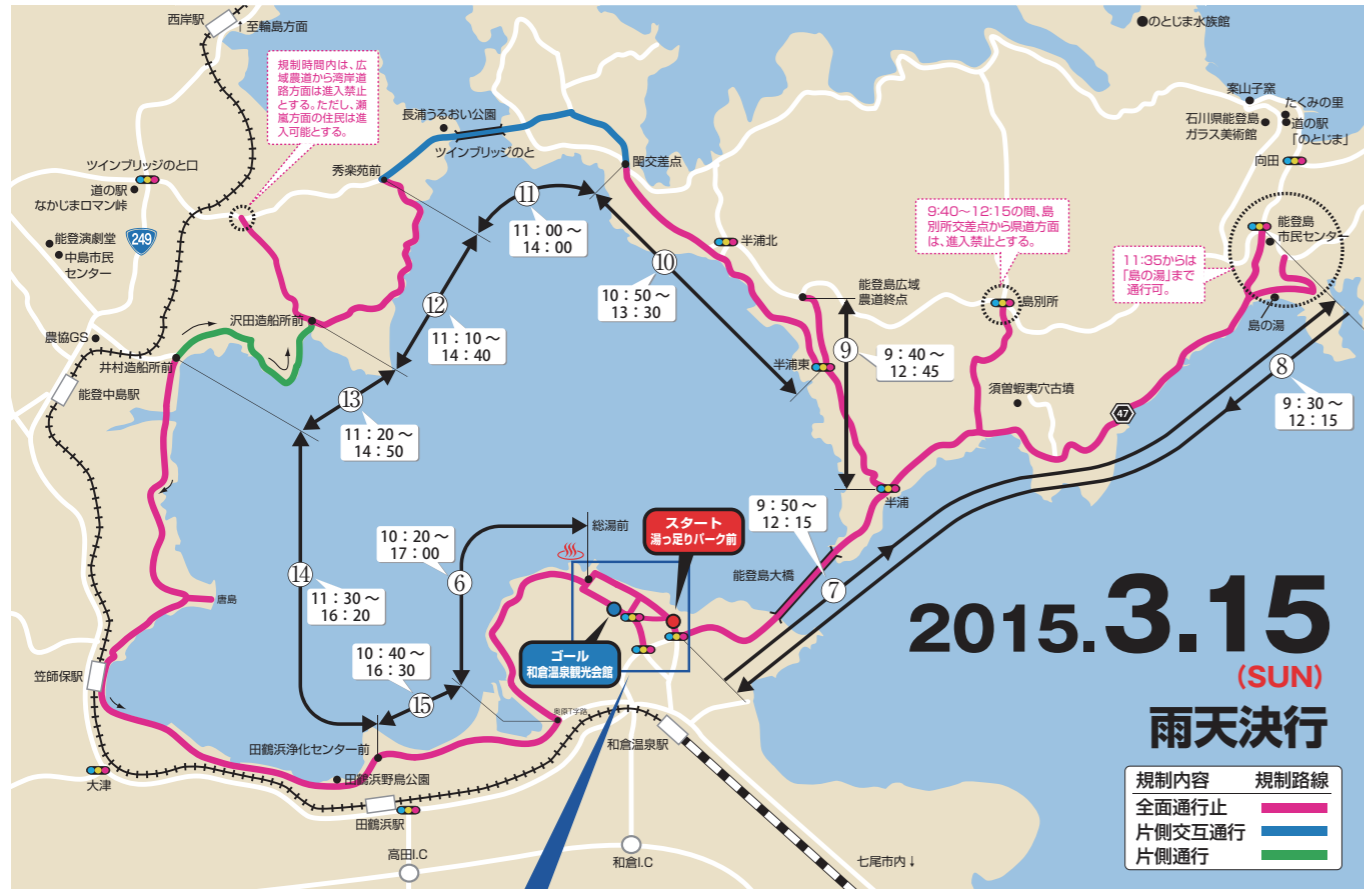 西岸駅
↑至輪島方面
●のとじま水族館
規制時間内は、広
域農道から湾岸道
路方面は進入禁止
とする。ただし、瀬
嵐方面の住民は進
入可能とする。
長浦うるおい公園
ツインブリッジのと
案山子窯
たくみの里
石川県能登島
ガラス美術館
道の駅
「のとじま」
向田
ツインブリッジのと口
道の駅
なかじまロマン峠
秀楽苑前
閨交差点
能登演劇堂
中島市民
センター
249
⑪
11:00～
14:00
⑩
10:50～
13:30
半浦北
9:40～12:15の間、島
別所交差点から県道方面
は、進入禁止とする。
能登島
市民センター
11:35からは
「島の湯」まで
通行可。
能登島広域
農道終点
島別所
島の湯
⑫
11:10～
14:40
沢田造船所前
農協GS
井村造船所前
能登中島駅
⑨
9:40～
12:45
半浦東
須曽蝦夷穴古墳
47
⑧
9:30～
12:15
⑬
11:20～
14:50
半浦
9:50～
12:15
総湯前
スタート
湯っ足りパーク前
10:20～
17:00
⑥
能登島大橋
⑦
⑭
11:30～
16:20
唐島
ゴール
和倉温泉観光会館
10:40～
16:30
⑮
笠師保駅
奥原T字路
和倉温泉駅
田鶴浜浄化センター前
田鶴浜野鳥公園
大津
田鶴浜駅
高田I.C
和倉I.C
七尾市内↓
2015.3.15
(SUN)
雨天決行
規制内容 規制路線
全面通行止
片側交互通行
片側通行